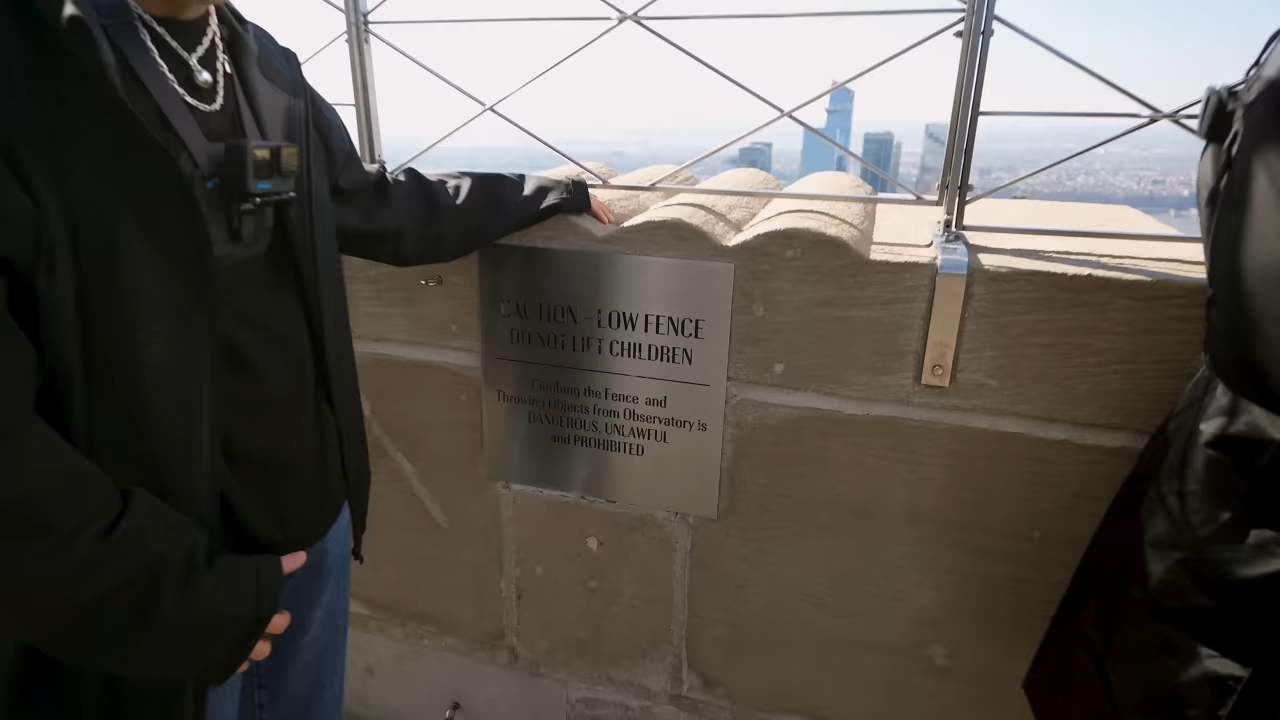 CAUTION - LOW FENCE
DO NOT LIFT CHILDREN
Climbing the Fence and
Throwing Objects from Observatory is
DANGEROUS, UNLAWFUL
and PROHIBITED